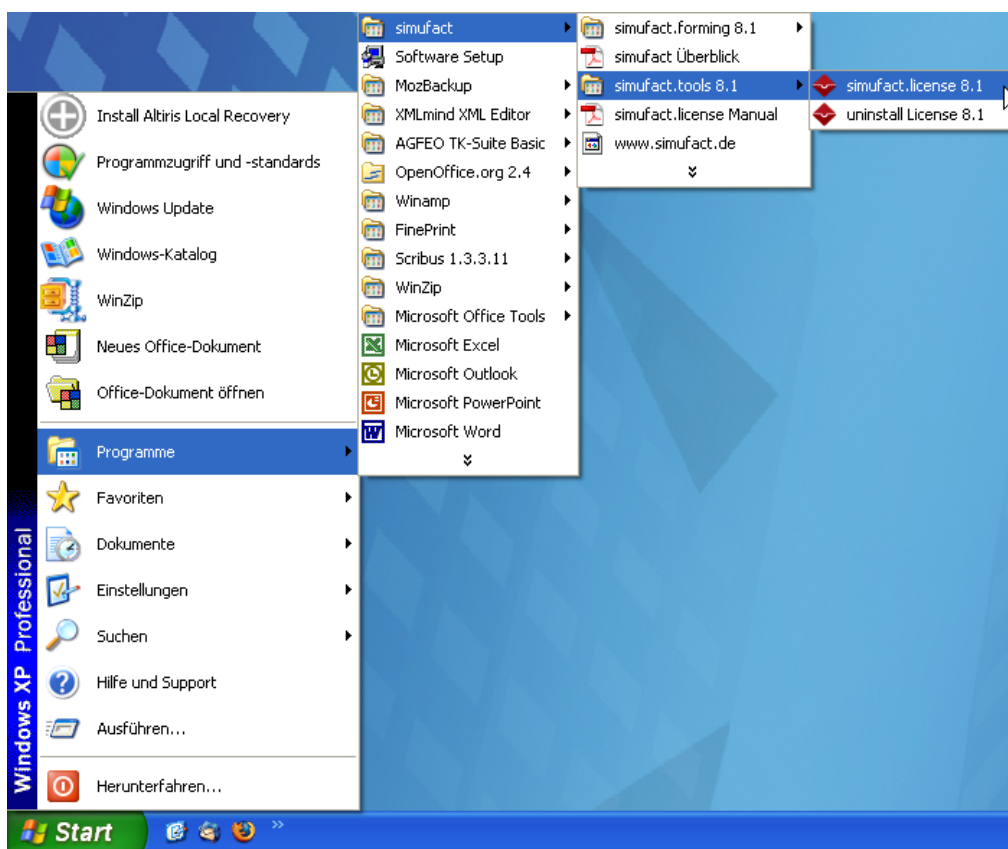 simufact
Software Setup
MozBackup
XMLmind XML Editor
AGFEO TK-Suite Basic
OpenOffice.org 2.4
Winamp
FinePrint
Scribus 1.3.3.11
WinZip
Microsoft Office Tools
Microsoft Excel
Microsoft Outlook
Microsoft PowerPoint
Microsoft Word
simufact.forming 8.1
simufact Überblick
simufact.tools 8.1
simufact.license Manual
www.simufact.de
simufact.license 8.1
uninstall License 8.1
Install Altiris Local Recovery
Programmzugriff und -standards
Windows Update
Windows-Katalog
WinZip
Neues Office-Dokument
Office-Dokument öffnen
Programme
Favoriten
Dokumente
Einstellungen
Suchen
Hilfe und Support
Ausführen...
Herunterfahren...
Windows XP Professional
Start